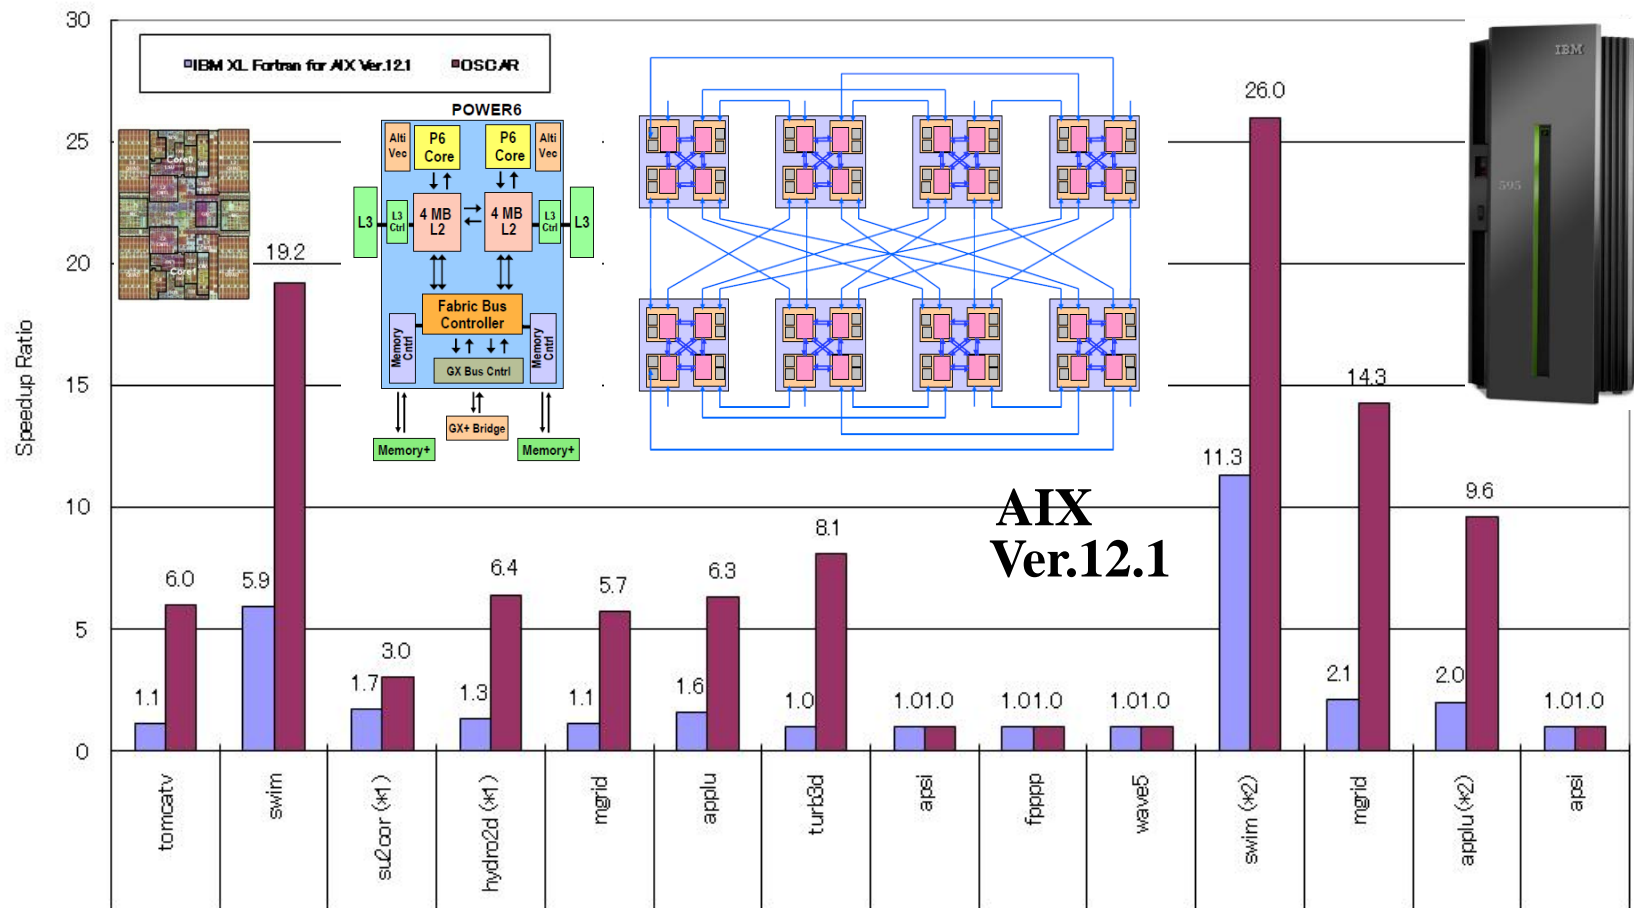 30
25
20
15
10
5
0
Speedup Ratio
IBM XL Fortran for AIX Ver.12.1
OSCAR
POWER6
Alti Vec
P6 Core
P6 Core
Alti Vec
L3
L3 Ctrl
4 MB L2
4 MB L2
L3 Ctrl
L3
Fabric Bus Controller
Memory Cntrl
GX Bus Cntrl
Memory Cntrl
GX+ Bridge
Memory+
Memory+
Core0
Core1
IBM
595
AIX
Ver.12.1
1.1
6.0
5.9
19.2
1.7
3.0
1.3
6.4
1.1
5.7
1.6
6.3
1.0
8.1
1.01.0
1.01.0
1.01.0
11.3
26.0
2.1
14.3
2.0
9.6
1.01.0
tomcatv
swim
su2cor (*1)
hydro2d (*1)
mgrid
applu
turb3d
apsi
fpppp
wave5
swim (*2)
mgrid
applu(*2)
apsi